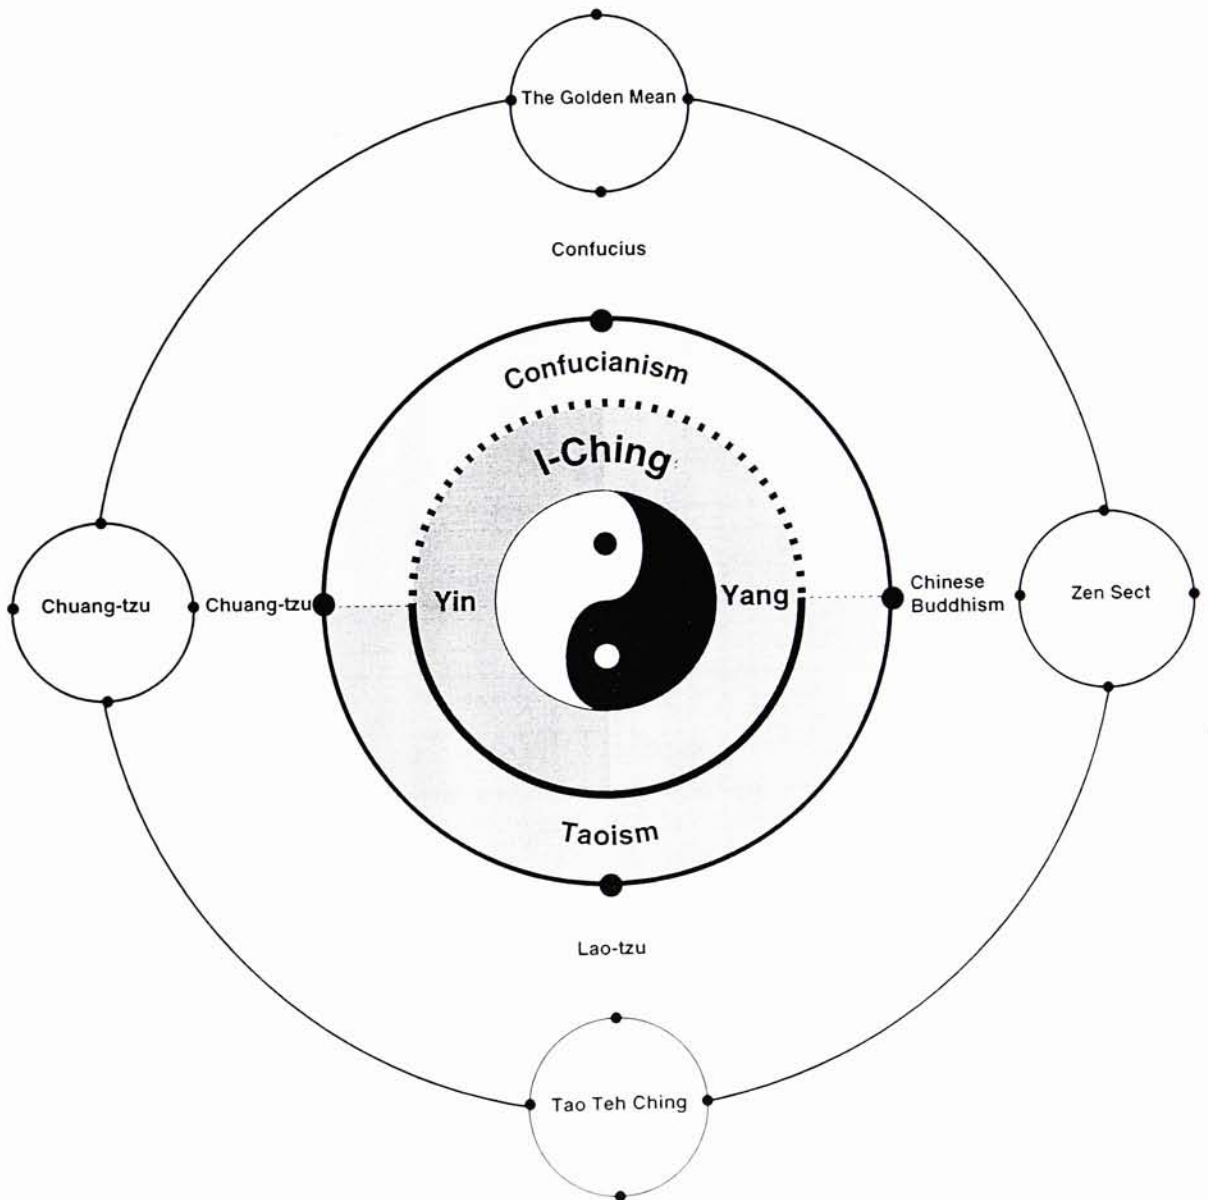 The Golden Mean
Confucius
Confucianism
I-Ching
Chuang-tzu
Chuang-tzu
Yin
Yang
Chinese
Buddhism
Zen Sect
Taoism
Lao-tzu
Tao Teh Ching